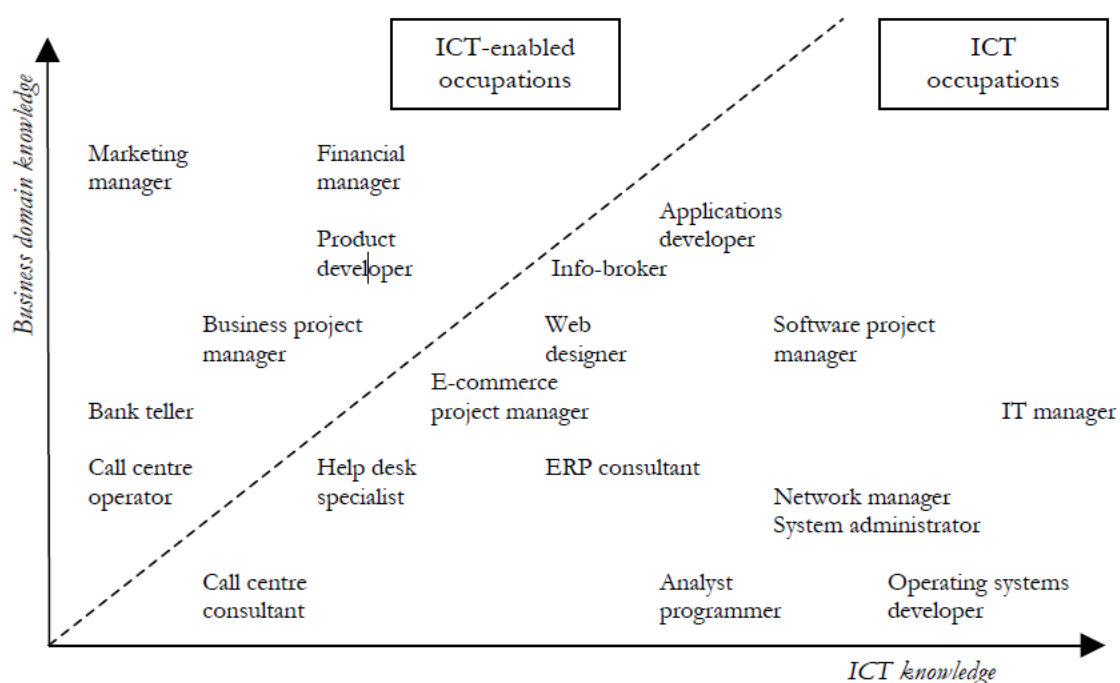 ICT-enabled
occupations
ICT
occupations
Business domain knowledge
Marketing
manager
Financial
manager
Applications
developer
Product
developer
Info-broker
Business project
manager
Web
designer
Software project
manager
E-commerce
project manager
Bank teller
IT manager
Call centre
operator
Help desk
specialist
ERP consultant
Network manager
System administrator
Call centre
consultant
Analyst
programmer
Operating systems
developer
ICT knowledge